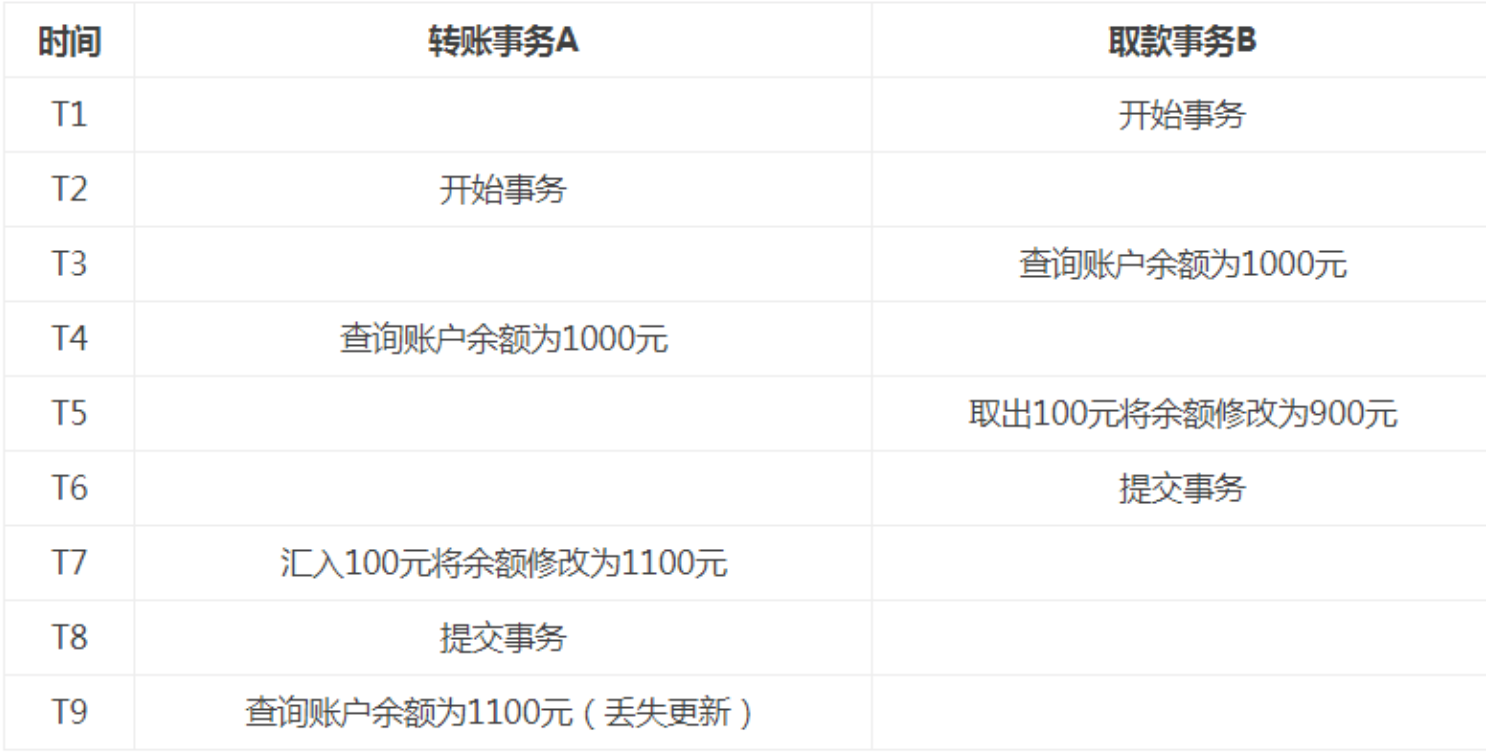 时间 转账事务A 取款事务B
T1 开始事务
T2 开始事务
T3 查询账户余额为1000元
T4 查询账户余额为1000元
T5 取出100元将余额修改为900元
T6 提交事务
T7 汇入100元将余额修改为1100元
T8 提交事务
T9 查询账户余额为1100元（丢失更新）